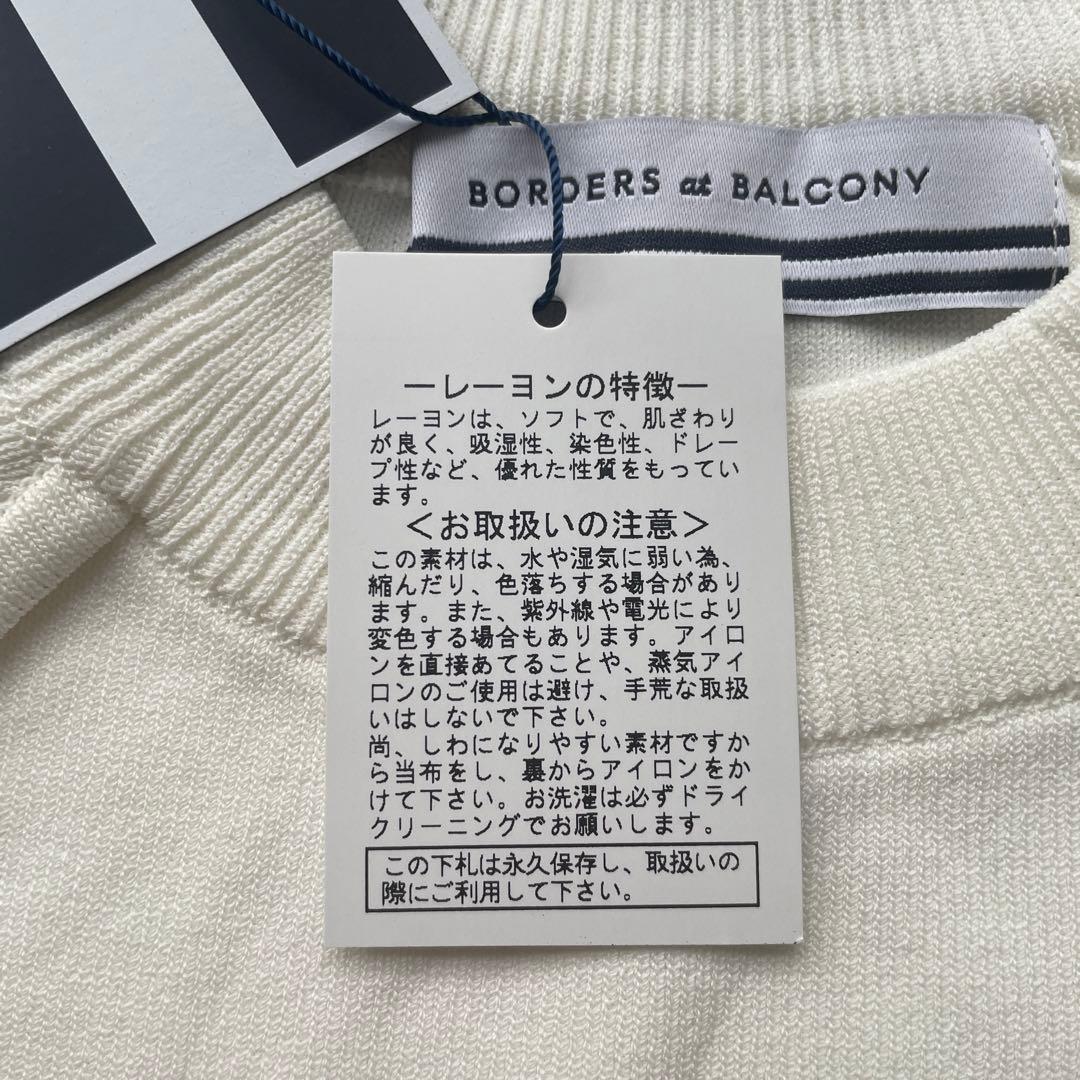 BORDERS at BALCONY
ーレーヨンの特徴ー
レーヨンは、ソフトで、肌ざわり
が良く、吸湿性、染色性、ドレー
プ性など、優れた性質をもってい
ます。
＜お取扱いの注意＞
この素材は、水や湿気に弱い為、
縮んだり、色落ちする場合があり
ます。また、紫外線や電光により
変色する場合もあります。アイロ
ンを直接あてることや、蒸気アイ
ロンのご使用は避け、手荒な取扱
いはしないで下さい。
尚、しわになりやすい素材ですか
ら当布をし、裏からアイロンをか
けて下さい。お洗濯は必ずドライ
クリーニングでお願いします。
この下札は永久保存し、取扱いの
際にご利用して下さい。